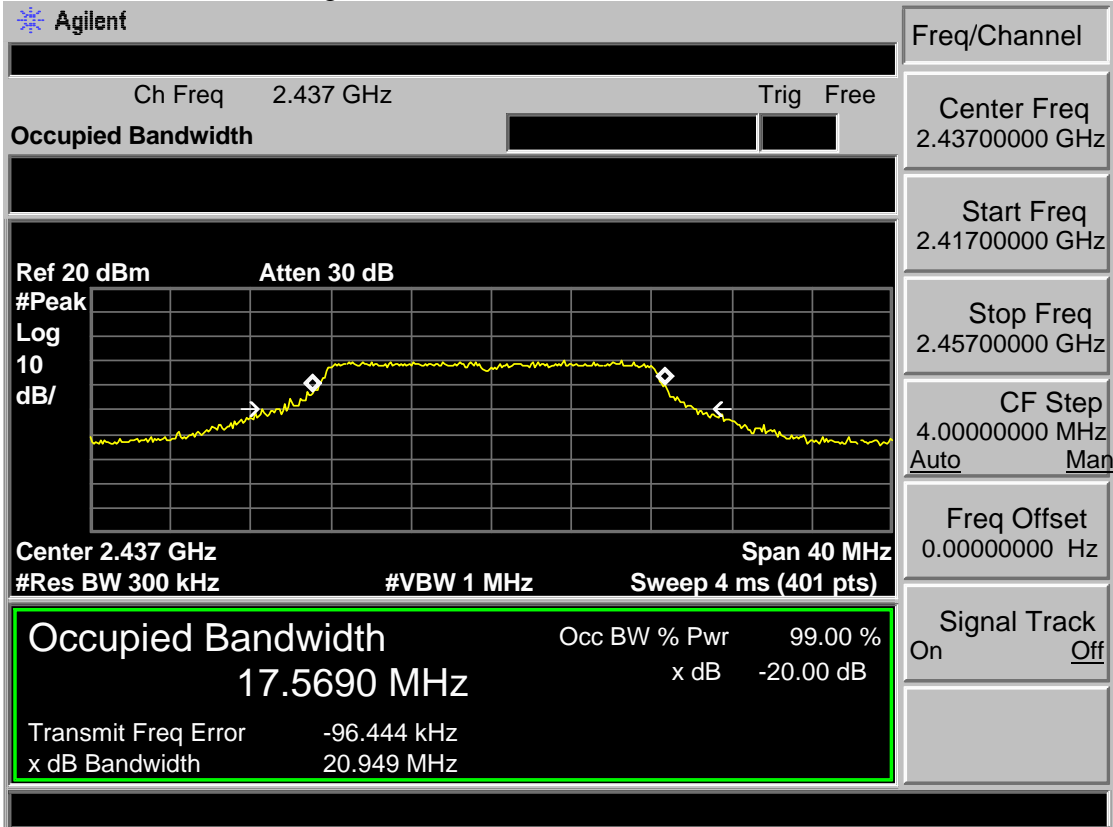 Agilent
Freq/Channel
Ch Freq 2.437 GHz Trig Free
Occupied Bandwidth
Center Freq
2.43700000 GHz
Start Freq
2.41700000 GHz
Stop Freq
2.45700000 GHz
CF Step
4.00000000 MHz
Auto Man
Freq Offset
0.00000000 Hz
Signal Track
On Off
Ref 20 dBm Atten 30 dB
#Peak
Log
10
dB/
Center 2.437 GHz Span 40 MHz
#Res BW 300 kHz #VBW 1 MHz Sweep 4 ms (401 pts)
Occupied Bandwidth Occ BW % Pwr 99.00 %
17.5690 MHz x dB -20.00 dB
Transmit Freq Error -96.444 kHz
x dB Bandwidth 20.949 MHz